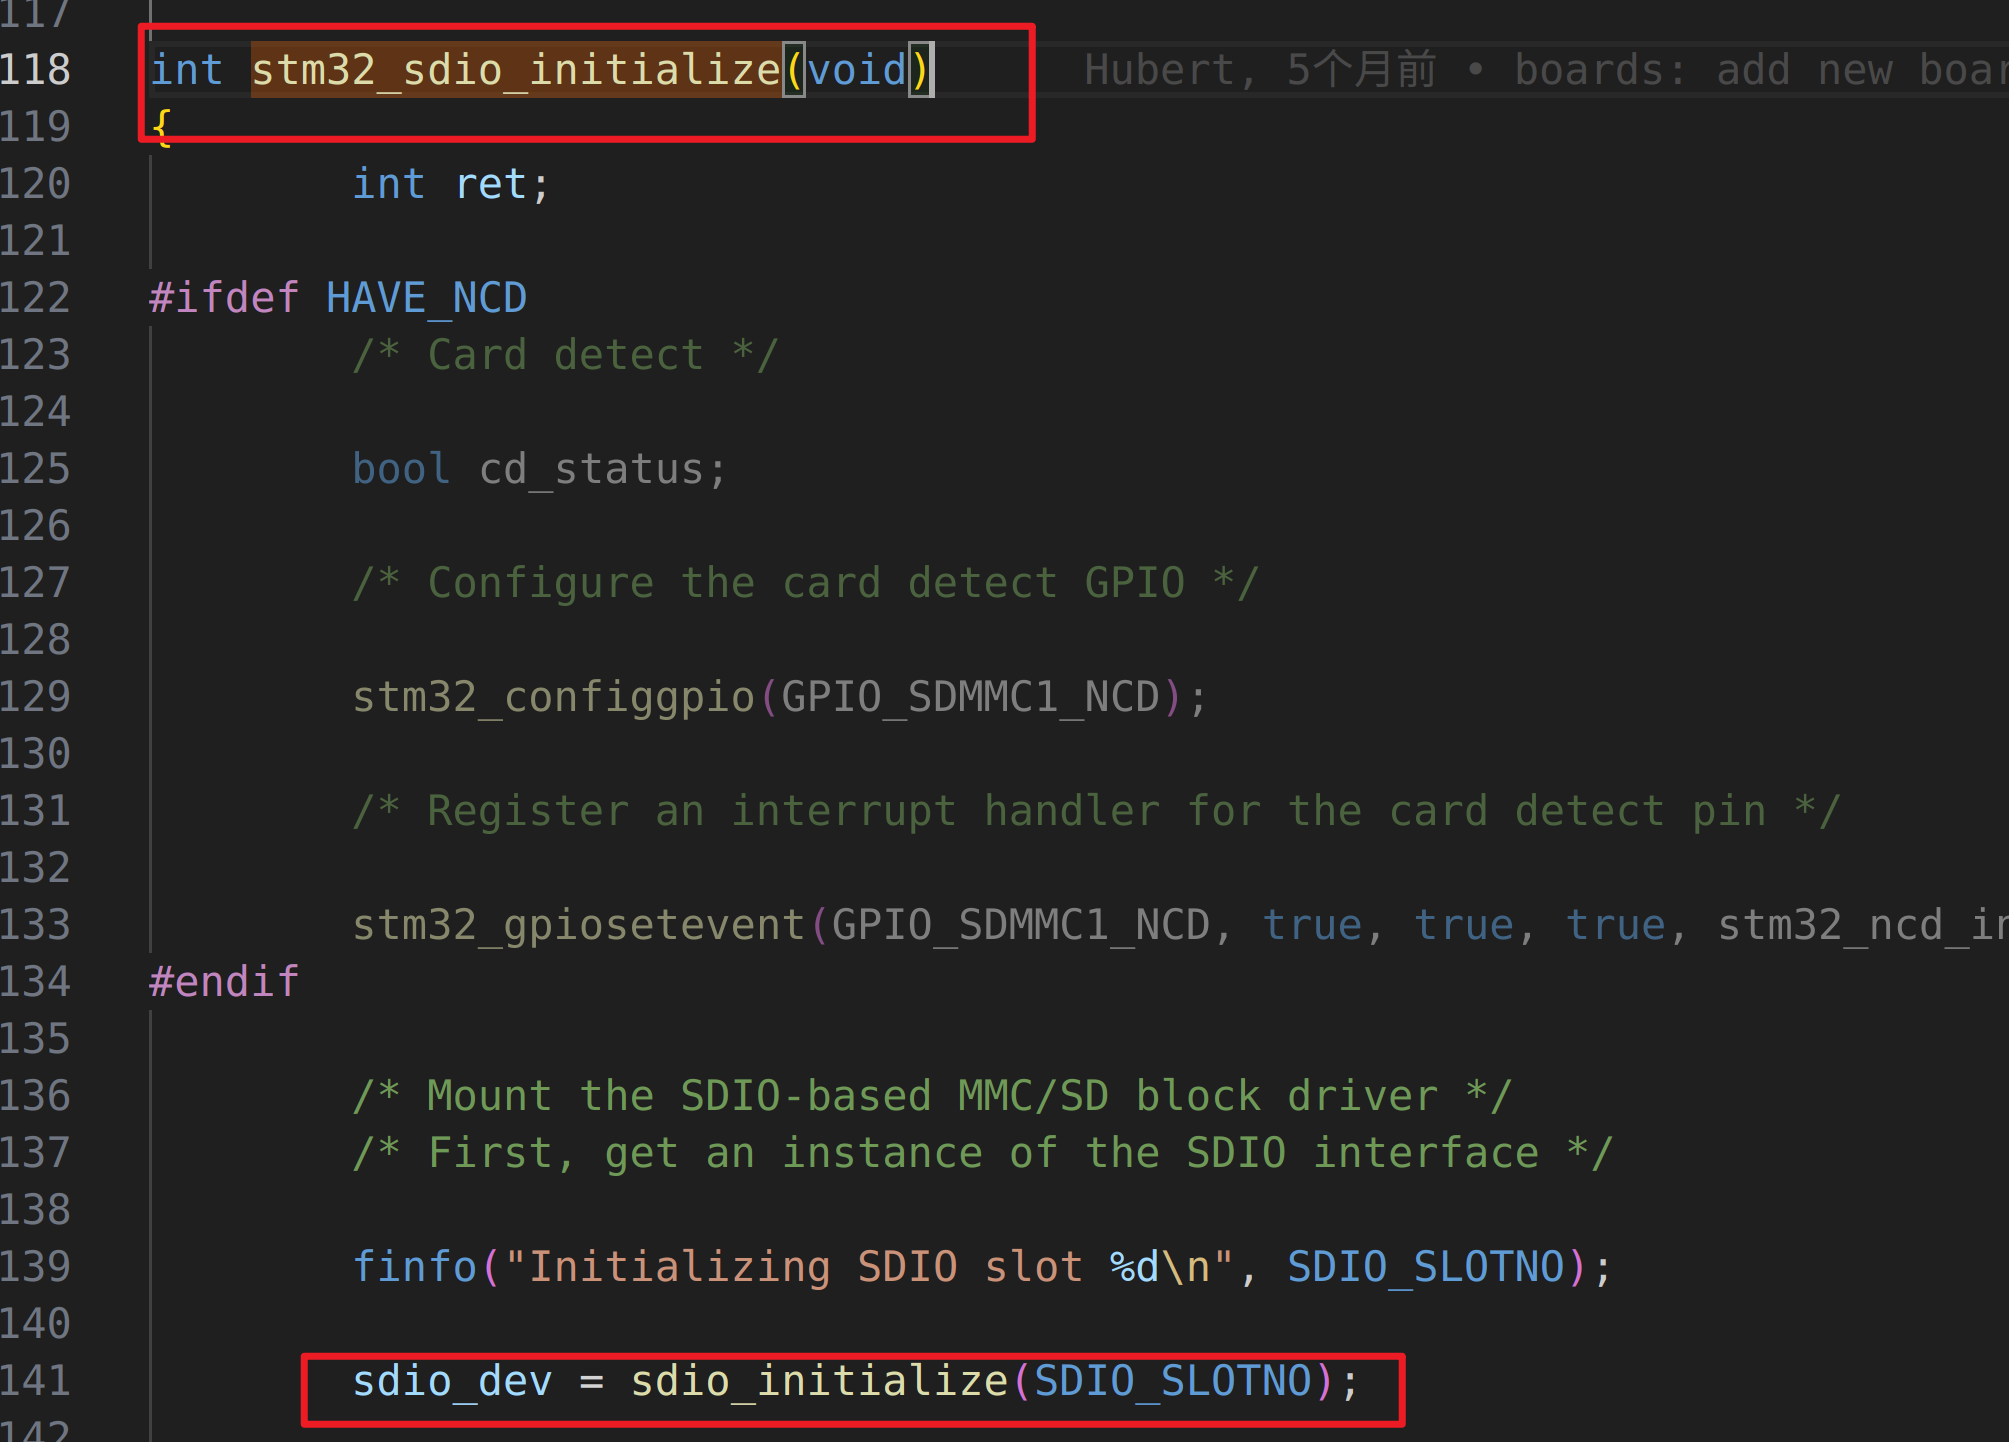 117
118 int stm32_sdio_initialize(void) Hubert, 5个月前 • boards: add new boar
119 {
120 int ret;
121
122 #ifdef HAVE_NCD
123 /* Card detect */
124
125 bool cd_status;
126
127 /* Configure the card detect GPIO */
128
129 stm32_configgpio(GPIO_SDMMC1_NCD);
130
131 /* Register an interrupt handler for the card detect pin */
132
133 stm32_gpiosetevent(GPIO_SDMMC1_NCD, true, true, true, stm32_ncd_in
134 #endif
135
136 /* Mount the SDIO-based MMC/SD block driver */
137 /* First, get an instance of the SDIO interface */
138
139 finfo("Initializing SDIO slot %d\n", SDIO_SLOTNO);
140
141 sdio_dev = sdio_initialize(SDIO_SLOTNO);
142